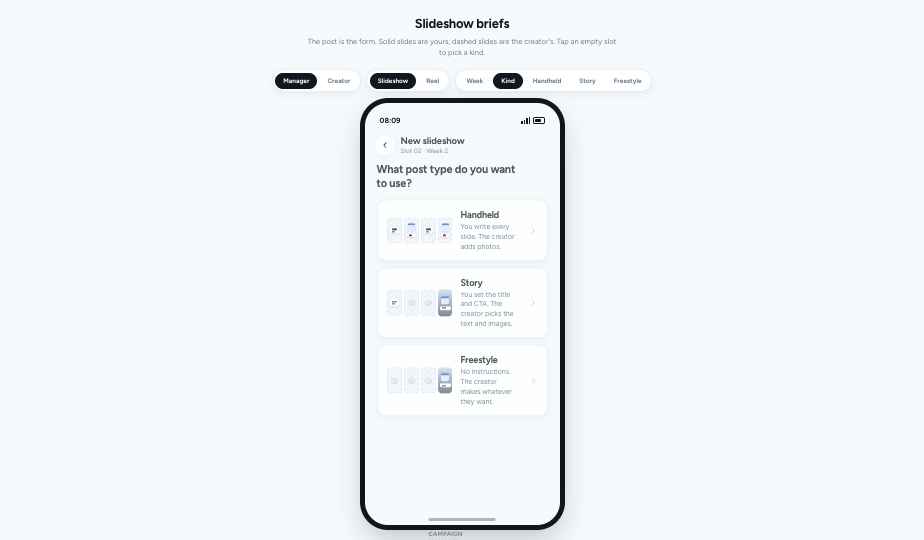 Slideshow briefs
The post is the form. Solid slides are yours, dashed slides are the creator's. Tap an empty slot
to pick a kind.
Manager Creator Slideshow Reel Week Kind Handheld Story Freestyle
08:09
New slideshow
Slot 02 · Week 2
What post type do you want
to use?
Handheld
You write every
slide. The creator
adds photos.
Story
You set the title
and CTA. The
creator picks the
text and images.
Freestyle
No instructions.
The creator
makes whatever
they want.
CAMPAIGN